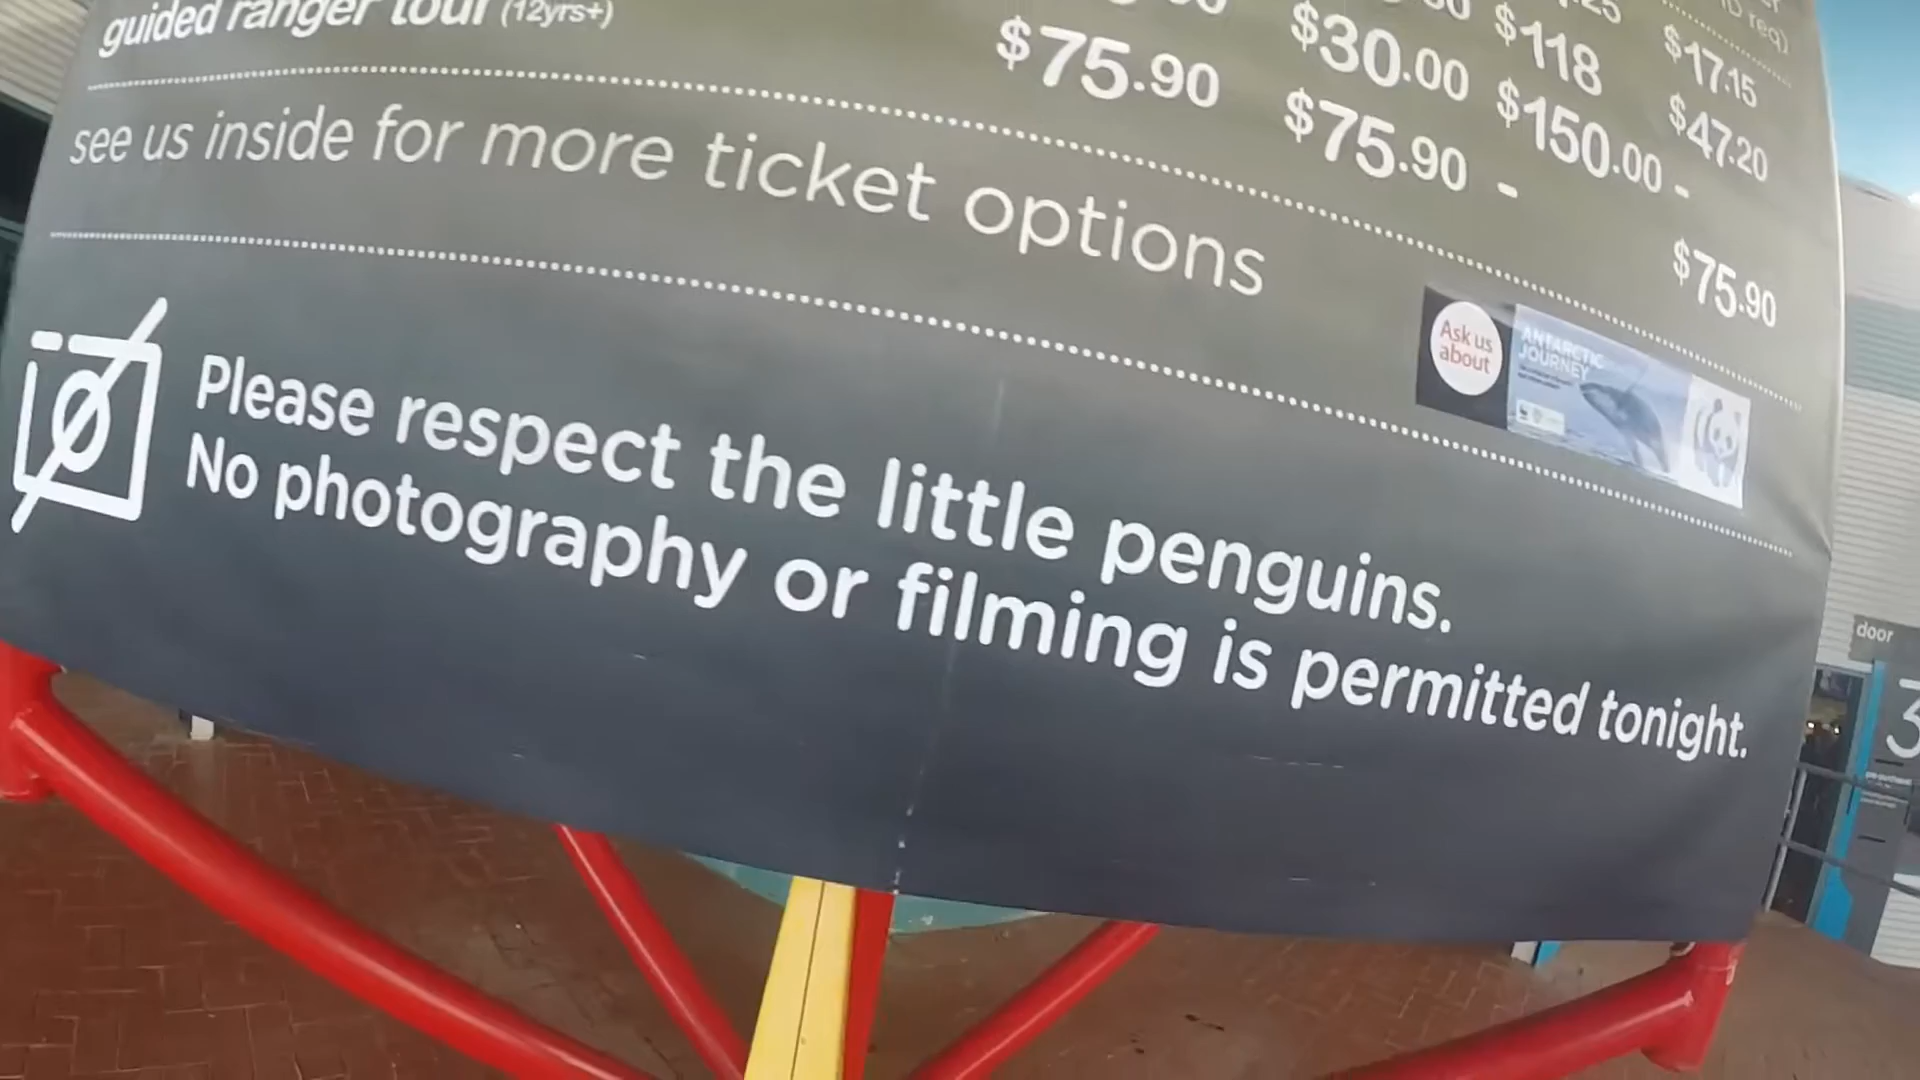 guided ranger tour (12yrs+)
$75.90 $75.90 - - $75.90
$30.00 $150.00 $47.20
$118 $17.15
req)
see us inside for more ticket options
Ask us
about
ANTARCTIC
JOURNEY
Please respect the little penguins.
No photography or filming is permitted tonight.
door
3